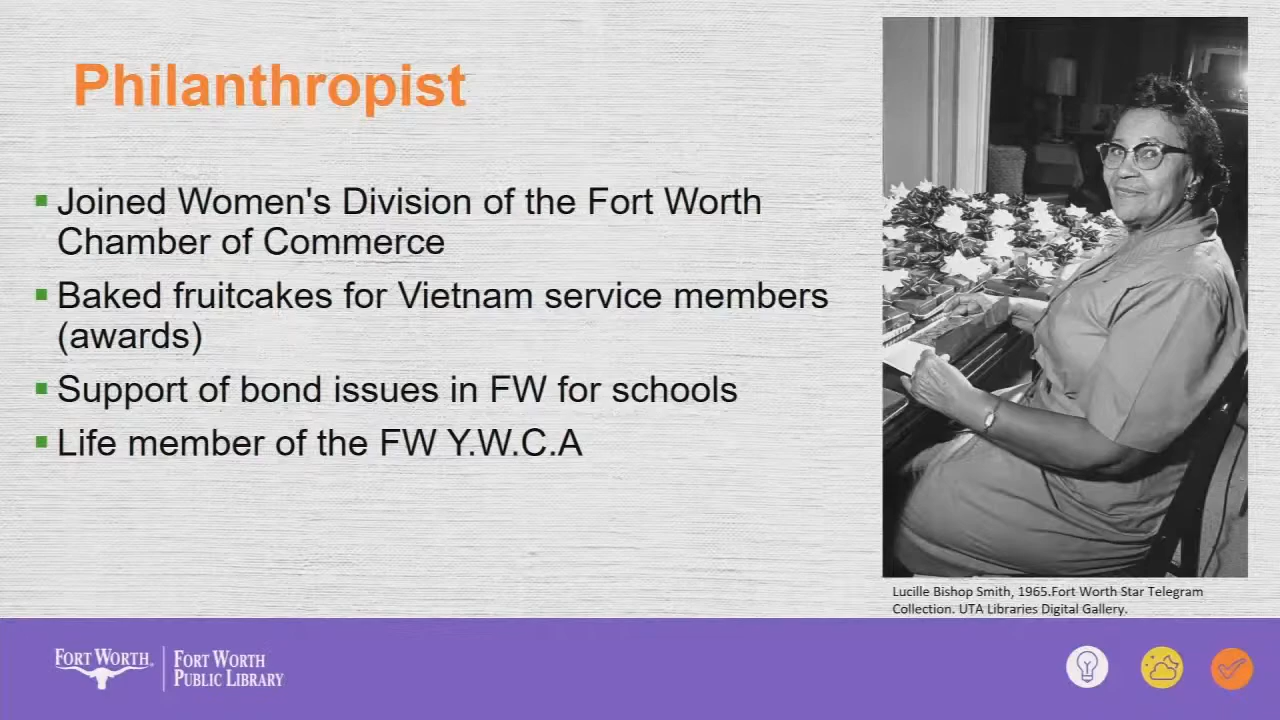 Philanthropist
Joined Women's Division of the Fort Worth
Chamber of Commerce
Baked fruitcakes for Vietnam service members
(awards)
Support of bond issues in FW for schools
Life member of the FW Y.W.C.A
Lucille Bishop Smith, 1965.Fort Worth Star Telegram
Collection. UTA Libraries Digital Gallery.
FORT WORTH®
FORT WORTH
PUBLIC LIBRARY